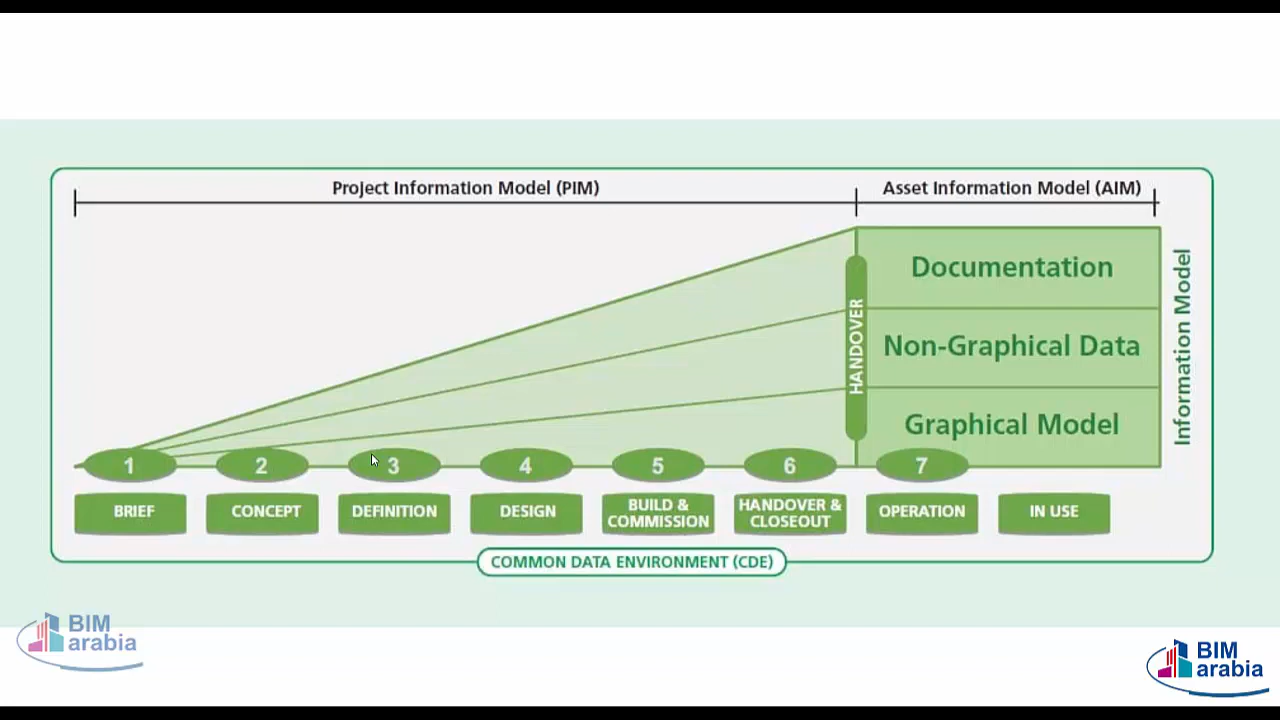 Project Information Model (PIM)
Asset Information Model (AIM)
Documentation
Non-Graphical Data
Graphical Model
HANDOVER
Information Model
1
2
3
4
5
6
7
BRIEF
CONCEPT
DEFINITION
DESIGN
BUILD &
COMMISSION
HANDOVER &
CLOSEOUT
OPERATION
IN USE
COMMON DATA ENVIRONMENT (CDE)
BIM
arabia
BIM
arabia